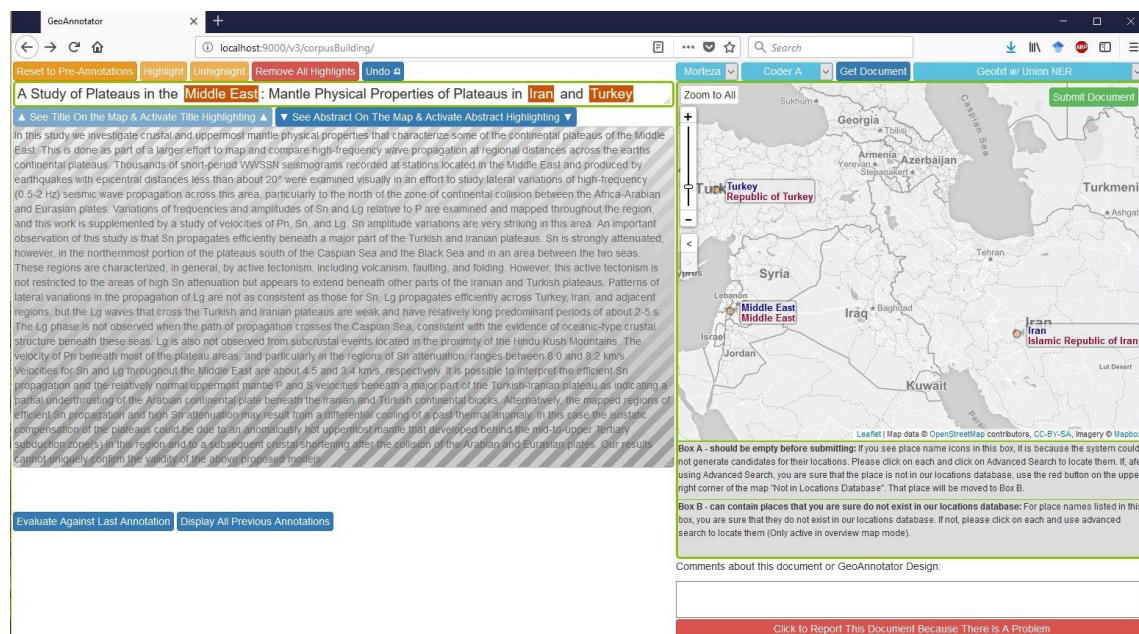 GeoAnnotator
localhost:9000/v3/corpusBuilding/
Search
Reset to Pre-Annotations Highlight Unhighlight Remove All Highlights Undo
Morteza Coder A Get Document Geotxt w/ Union NER
A Study of Plateaus in the Middle East: Mantle Physical Properties of Plateaus in Iran and Turkey
▲ See Title On the Map & Activate Title Highlighting ▲ ▼ See Abstract On The Map & Activate Abstract Highlighting ▼
In this study we investigate crustal and uppermost mantle physical properties that characterize some of the continental plateaus of the Middle
East. This is done as part of a larger effort to map and compare high-frequency wave propagation at regional distances across the earths
continental plateaus. Thousands of short-period WWSSN seismograms recorded at stations located in the Middle East and produced by
earthquakes with epicentral distances less than about 20° were examined visually in an effort to study lateral variations of high-frequency
(0.5-2 Hz) seismic wave propagation across this area, particularly to the north of the zone of continental collision between the Africa-Arabian
and Eurasian plates. Variations of frequencies and amplitudes of Sn and Lg relative to P are examined and mapped throughout the region,
and this work is supplemented by a study of velocities of Pn, Sn, and Lg. Sn amplitude variations are very striking in this area. An important
observation of this study is that Sn propagates efficiently beneath a major part of the Turkish and Iranian plateaus. Sn is strongly attenuated,
however, in the northernmost portion of the plateaus south of the Caspian Sea and the Black Sea and in an area between the two seas.
These regions are characterized, in general, by active tectonism, including volcanism, faulting, and folding. However, this active tectonism is
not restricted to the areas of high Sn attenuation but appears to extend beneath other parts of the Iranian and Tukish plateaus. Patterns of
lateral variations in the propagation of Lg are not as consistent as those for Sn. Lg propagates efficiently across Turkey, Iran, and adjacent
regions, but the Lg waves that cross the Turkish and Iranian plateaus are weak and have relatively long predominant periods of about 2-5 s.
The Lg phase is not observed when the path of propagation crosses the Caspian Sea, consistent with the evidence of oceanic-type crustal
structure beneath these seas. Lg is also not observed from subcrustal events located in the proximity of the Hindu Kush Mountains. The
velocity of Pn beneath most of the plateau areas, and particularly in the regions of Sn attenuation, ranges between 8.0 and 8.2 km/s.
Velocities for Sn and Lg throughout the Middle East are about 4.5 and 3.4 km/s, respectively. It is possible to interpret the efficient Sn
propagation and the relatively normal uppermost mantle P and S velocities beneath a major part of the Turkish-Iranian plateau as indicating a
partial underthrusting of the Arabian continental plate beneath the Iranian and Turkish continental blocks. Alternatively, the mapped regions of
efficient Sn propagation and high Sn attenuation may result from a differential cooling of a past thermal anomaly, in this case the isostatic
compensation of the plateaus could be due to an anomalously hot uppermost mantle that developed behind the mid-to-upper Tertiary
subduction zone(s) in this region and to a subsequent crustal shortening after the collision of the Arabian and Eurasian plates. Our results
cannot uniquely confirm the validity of the above proposed models.
Evaluate Against Last Annotation Display All Previous Annotations
Zoom to All
Submit Document
Sukhum
Georgia
Tbilisi
Caspian Sea
Armenia
Yerevan
Azerbaijan
Stepanakert
Turk
Turkey
Republic of Turkey
Turkmeni
Ashgab
Tehran
yprus
Syria
Lebanon
Middle East
Middle East
Iraq
Baghdad
Israel
Jordan
Iran
Iran
Islamic Republic of Iran
Lut Desert
Kuwait
Persi
Leaflet | Map data © OpenStreetMap contributors, CC-BY-SA, Imagery © Mapbox
Box A - should be empty before submitting: If you see place name icons in this box, it is because the system could
not generate candidates for their locations. Please click on each and click on Advanced Search to locate them. If, afe
using Advanced Search, you are sure that the place is not in our locations database, use the red button on the uppe
right corner of the map "Not in Locations Database". That place will be moved to Box B.
Box B - can contain places that you are sure do not exist in our locations database: For place names listed in this
box, you are sure that they do not exist in our locations database. If not, please click on each and use advanced
search to locate them (Only active in overview map mode).
Comments about this document or GeoAnnotator Design:
Click to Report This Document Because There Is A Problem